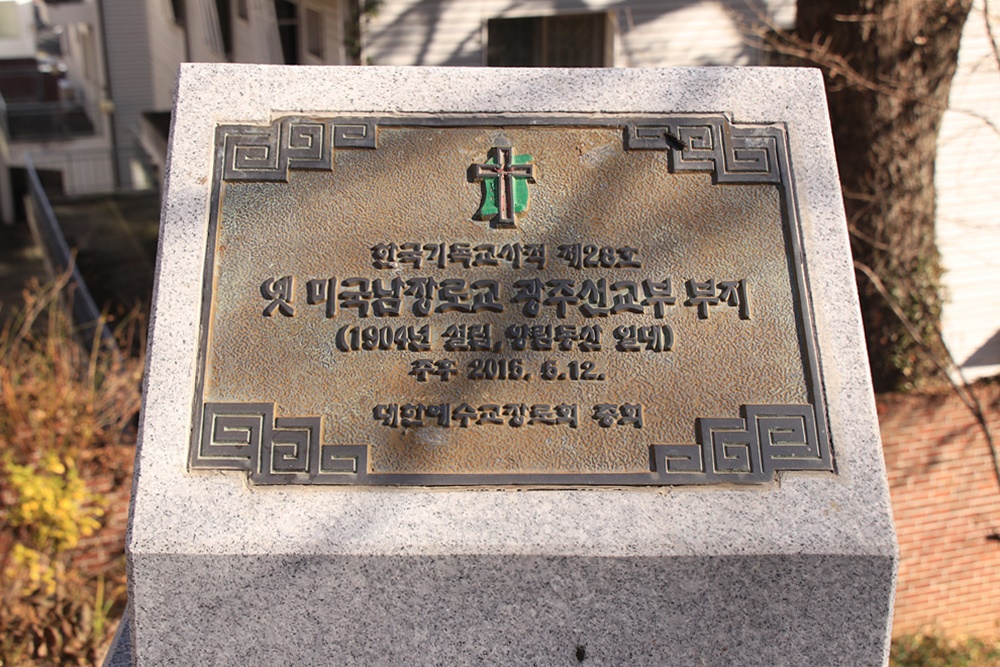 한국기독교사적 제28호
옛 미국남장로교 광주선교부 부지
(1904년 설립, 양림동산 일대)
주후 2015. 6.12.
대한예수교장로회 총회